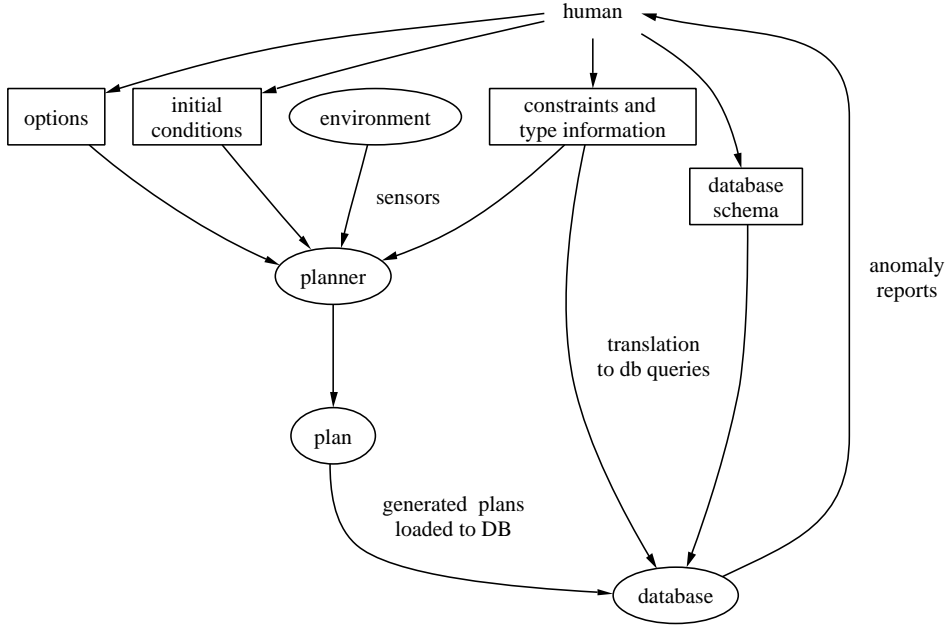 human
options
initial
conditions
environment
constraints and
type information
sensors
database
schema
planner
anomaly
reports
translation
to db queries
plan
generated plans
loaded to DB
database